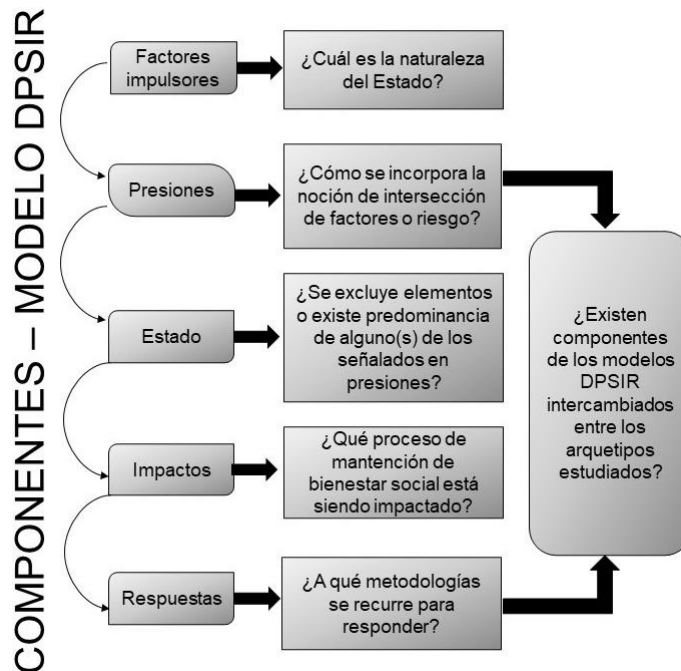 COMPONENTES – MODELO DPSIR
Factores
impulsores
¿Cuál es la naturaleza
del Estado?
Presiones
¿Cómo se incorpora la
noción de intersección
de factores o riesgo?
Estado
¿Se excluye elementos
o existe predominancia
de alguno(s) de los
señalados en
presiones?
Impactos
¿Qué proceso de
mantención de
bienestar social está
siendo impactado?
Respuestas
¿A qué metodologías
se recurre para
responder?
¿Existen
componentes
de los modelos
DPSIR
intercambiados
entre los
arquetipos
estudiados?